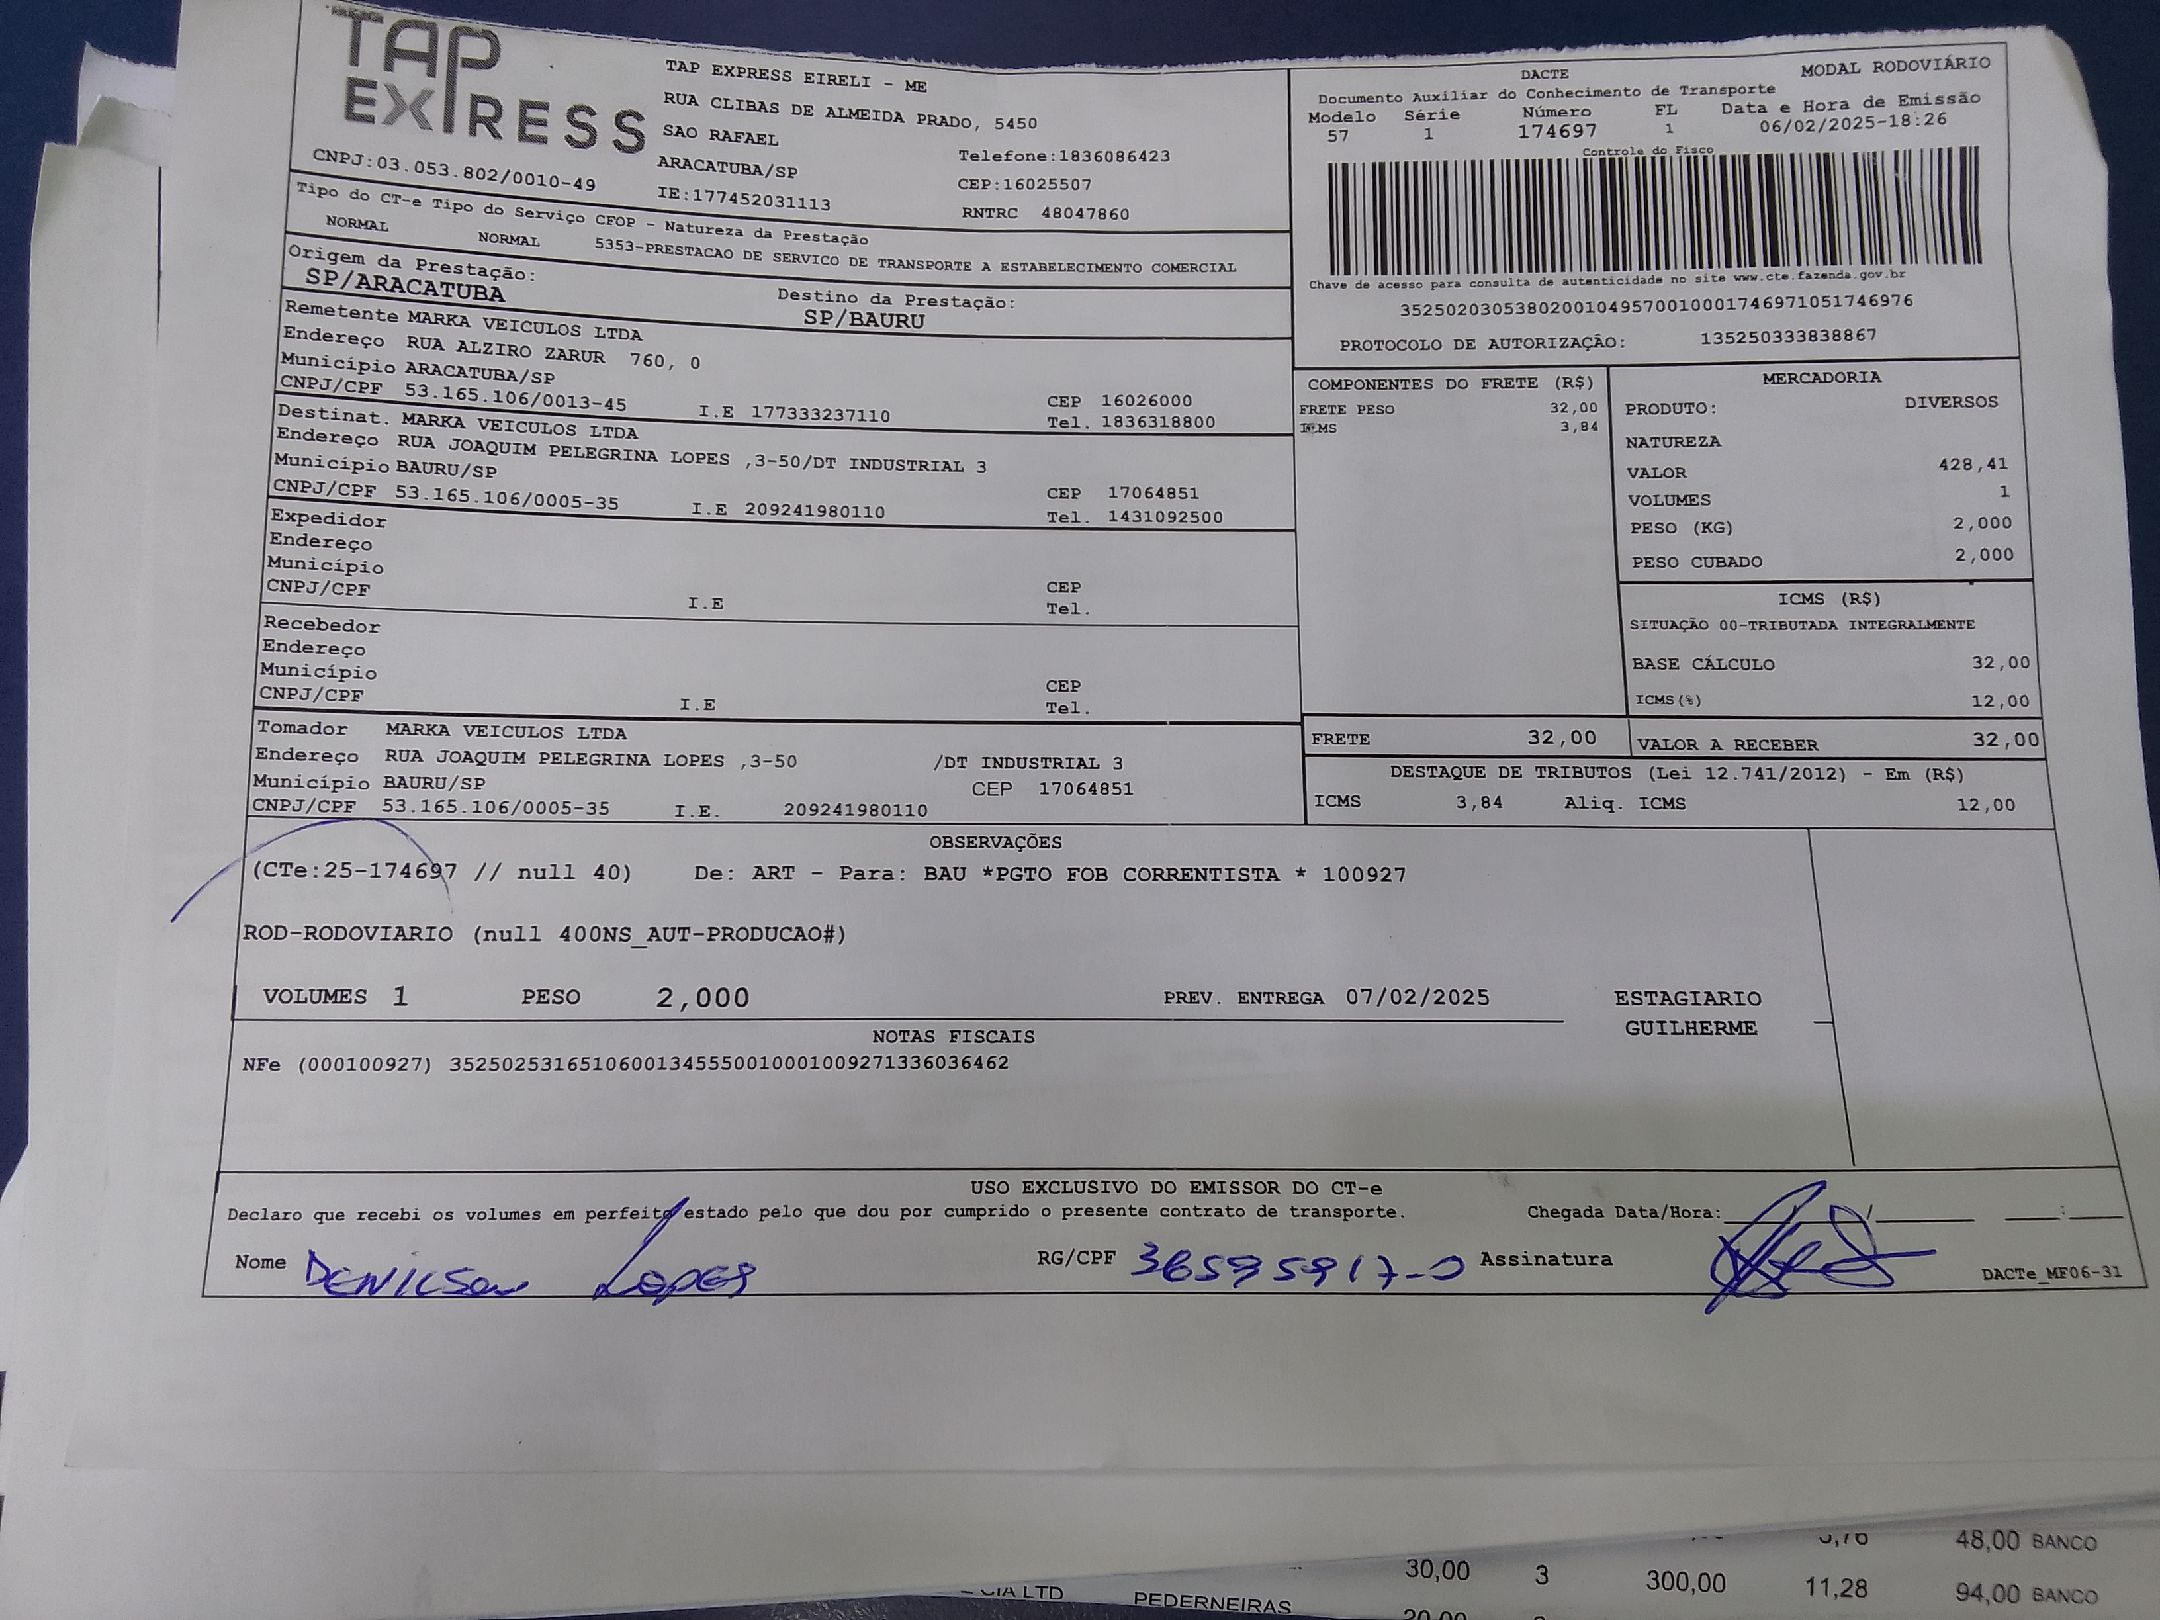 TAP
EXPRESS
CNPJ:03.053.802/0010-49
TAP EXPRESS EIRELI - ME
RUA CLIBAS DE ALMEIDA PRADO, 5450
SAO RAFAEL
ARACATUBA/SP
IE:177452031113
Telefone:1836086423
CEP:16025507
RNTRC 48047860
DACTE MODAL RODOVIÁRIO
Documento Auxiliar do Conhecimento de Transporte
Modelo Série Número FL Data e Hora de Emissão
57 1 174697 1 06/02/2025-18:26
Controle do Fisco
Chave de acesso para consulta de autenticidade no site www.cte.fazenda.gov.br
35250203053802001049570010001746971051746976
PROTOCOLO DE AUTORIZAÇÂO: 135250333838867
Tipo do CT-e Tipo do Serviço CFOP - Natureza da Prestação
NORMAL NORMAL 5353-PRESTACAO DE SERVICO DE TRANSPORTE A ESTABELECIMENTO COMERCIAL
Origem da Prestação: Destino da Prestação:
SP/ARACATUBA SP/BAURU
Remetente MARKA VEICULOS LTDA
Endereço RUA ALZIRO ZARUR 760, 0
Município ARACATUBA/SP CEP 16026000
CNPJ/CPF 53.165.106/0013-45 I.E 177333237110 Tel. 1836318800
Destinat. MARKA VEICULOS LTDA
Endereço RUA JOAQUIM PELEGRINA LOPES ,3-50/DT INDUSTRIAL 3
Município BAURU/SP CEP 17064851
CNPJ/CPF 53.165.106/0005-35 I.E 209241980110 Tel. 1431092500
Expedidor
Endereço
Município CEP
CNPJ/CPF I.E Tel.
Recebedor
Endereço
Município CEP
CNPJ/CPF I.E Tel.
Tomador MARKA VEICULOS LTDA
Endereço RUA JOAQUIM PELEGRINA LOPES ,3-50 /DT INDUSTRIAL 3
Município BAURU/SP CEP 17064851
CNPJ/CPF 53.165.106/0005-35 I.E. 209241980110
COMPONENTES DO FRETE (R$)
FRETE PESO 32,00
ICMS 3,84
MERCADORIA
PRODUTO: DIVERSOS
NATUREZA
VALOR 428,41
VOLUMES 1
PESO (KG) 2,000
PESO CUBADO 2,000
ICMS (R$)
SITUAÇÃO 00-TRIBUTADA INTEGRALMENTE
BASE CÁLCULO 32,00
ICMS(%) 12,00
FRETE 32,00 VALOR A RECEBER 32,00
DESTAQUE DE TRIBUTOS (Lei 12.741/2012) - Em (R$)
ICMS 3,84 Aliq. ICMS 12,00
OBSERVAÇÕES
(CTe:25-174697 // null 40) De: ART - Para: BAU *PGTO FOB CORRENTISTA * 100927
ROD-RODOVIARIO (null 400NS_AUT-PRODUCAO#)
VOLUMES 1 PESO 2,000 PREV. ENTREGA 07/02/2025 ESTAGIARIO
GUILHERME
NOTAS FISCAIS
NFe (000100927) 35250253165106001345550010001009271336036462
USO EXCLUSIVO DO EMISSOR DO CT-e
Declaro que recebi os volumes em perfeito estado pelo que dou por cumprido o presente contrato de transporte. Chegada Data/Hora:____/____ __:__
Nome DENILSON LOPES RG/CPF 36595917-0 Assinatura
DACTe_MF06-31
48,00 BANCO
30,00 3 300,00 11,28 94,00 BANCO
CIA LTD PEDERNEIRAS